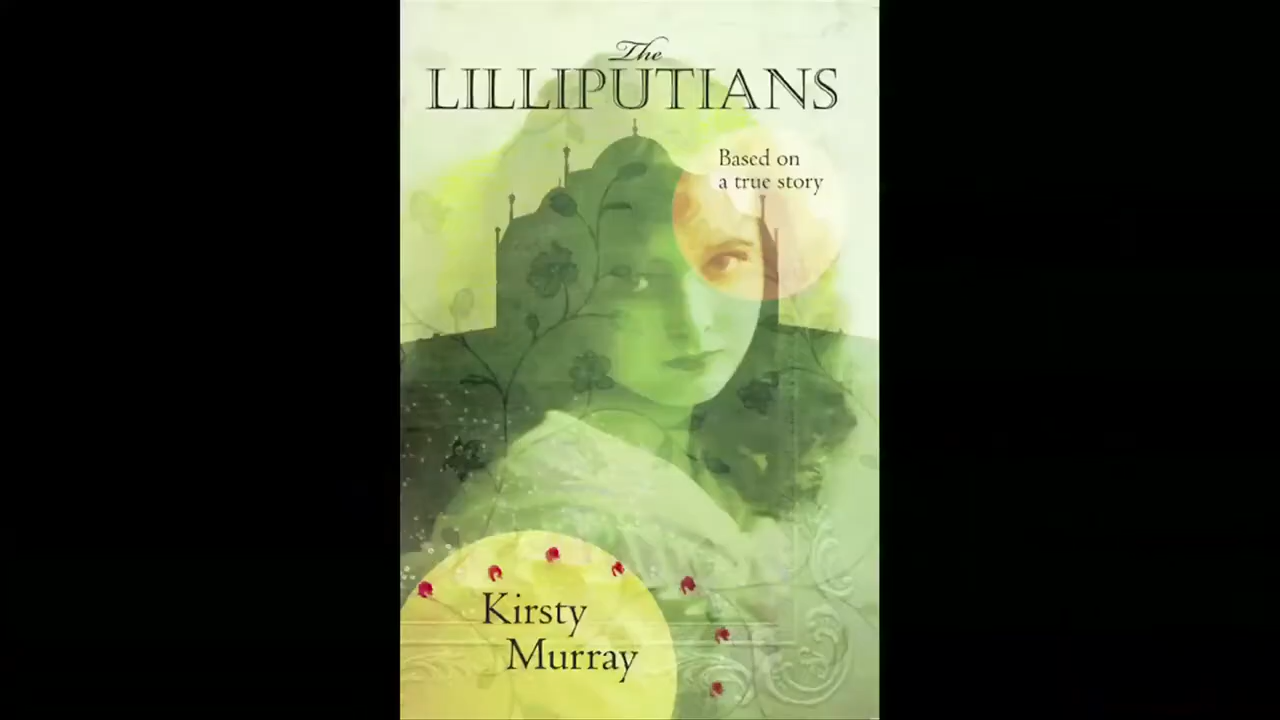 The
LILLIPUTIANS
Based on
a true story
Kirsty
Murray